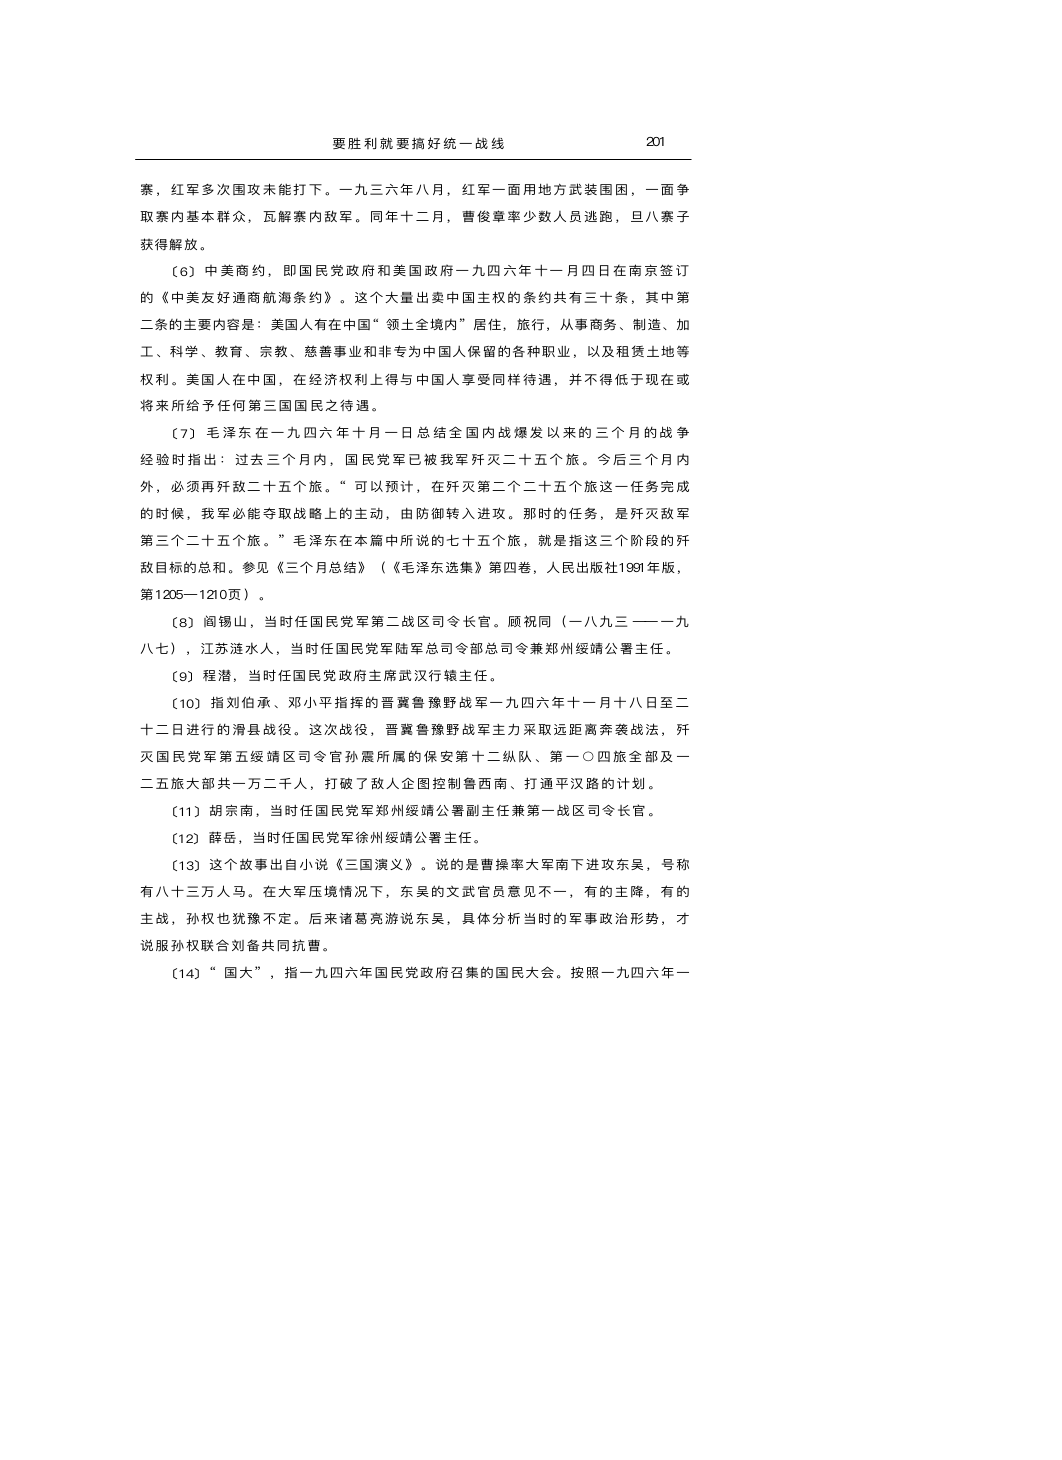 要胜利就要搞好统一战线 201
寨，红军多次围攻未能打下。一九三六年八月，红军一面用地方武装围困，一面争
取寨内基本群众，瓦解寨内敌军。同年十二月，曹俊章率少数人员逃跑，旦八寨子
获得解放。
〔6〕中美商约，即国民党政府和美国政府一九四六年十一月四日在南京签订
的《中美友好通商航海条约》。这个大量出卖中国主权的条约共有三十条，其中第
二条的主要内容是：美国人有在中国“领土全境内”居住，旅行，从事商务、制造、加
工、科学、教育、宗教、慈善事业和非专为中国人保留的各种职业，以及租赁土地等
权利。美国人在中国，在经济权利上得与中国人享受同样待遇，并不得低于现在或
将来所给予任何第三国国民之待遇。
〔7〕毛泽东在一九四六年十月一日总结全国内战爆发以来的三个月的战争
经验时指出：过去三个月内，国民党军已被我军歼灭二十五个旅。今后三个月内
外，必须再歼敌二十五个旅。“可以预计，在歼灭第二个二十五个旅这一任务完成
的时候，我军必能夺取战略上的主动，由防御转入进攻。那时的任务，是歼灭敌军
第三个二十五个旅。”毛泽东在本篇中所说的七十五个旅，就是指这三个阶段的歼
敌目标的总和。参见《三个月总结》（《毛泽东选集》第四卷，人民出版社1991年版，
第1205—1210页）。
〔8〕阎锡山，当时任国民党军第二战区司令长官。顾祝同（一八九三——一九
八七），江苏涟水人，当时任国民党军陆军总司令部总司令兼郑州绥靖公署主任。
〔9〕程潜，当时任国民党政府主席武汉行辕主任。
〔10〕指刘伯承、邓小平指挥的晋冀鲁豫野战军一九四六年十一月十八日至二
十二日进行的滑县战役。这次战役，晋冀鲁豫野战军主力采取远距离奔袭战法，歼
灭国民党军第五绥靖区司令官孙震所属的保安第十二纵队、第一〇四旅全部及一
二五旅大部共一万二千人，打破了敌人企图控制鲁西南、打通平汉路的计划。
〔11〕胡宗南，当时任国民党军郑州绥靖公署副主任兼第一战区司令长官。
〔12〕薛岳，当时任国民党军徐州绥靖公署主任。
〔13〕这个故事出自小说《三国演义》。说的是曹操率大军南下进攻东吴，号称
有八十三万人马。在大军压境情况下，东吴的文武官员意见不一，有的主降，有的
主战，孙权也犹豫不定。后来诸葛亮游说东吴，具体分析当时的军事政治形势，才
说服孙权联合刘备共同抗曹。
〔14〕“国大”，指一九四六年国民党政府召集的国民大会。按照一九四六年一